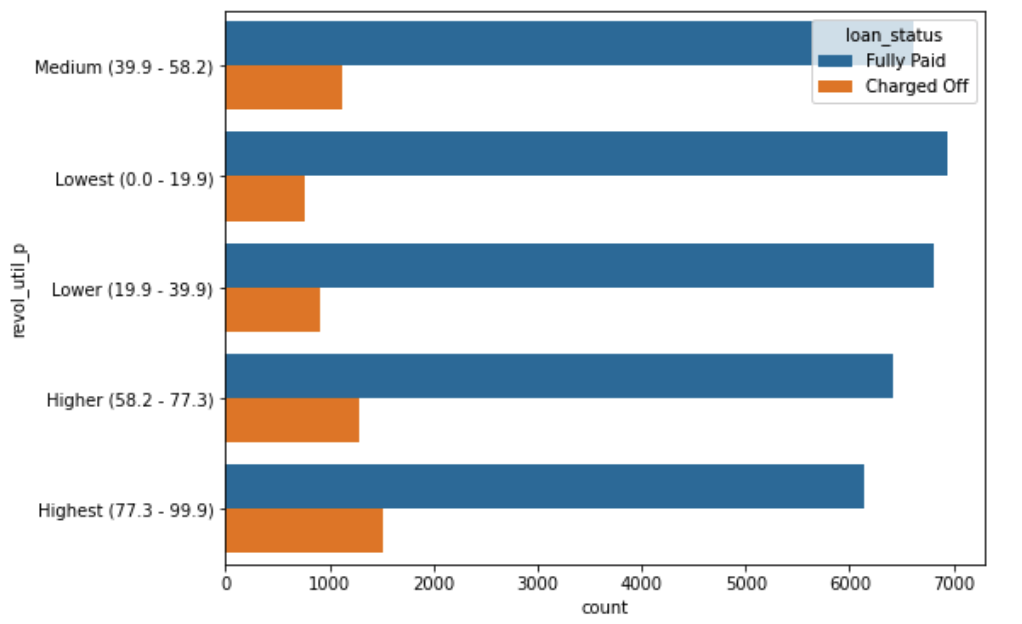 loan_status
Fully Paid
Charged Off
Medium (39.9 - 58.2)
Lowest (0.0 - 19.9)
Lower (19.9 - 39.9)
Higher (58.2 - 77.3)
Highest (77.3 - 99.9)
revol_util_p
0 1000 2000 3000 4000 5000 6000 7000
count